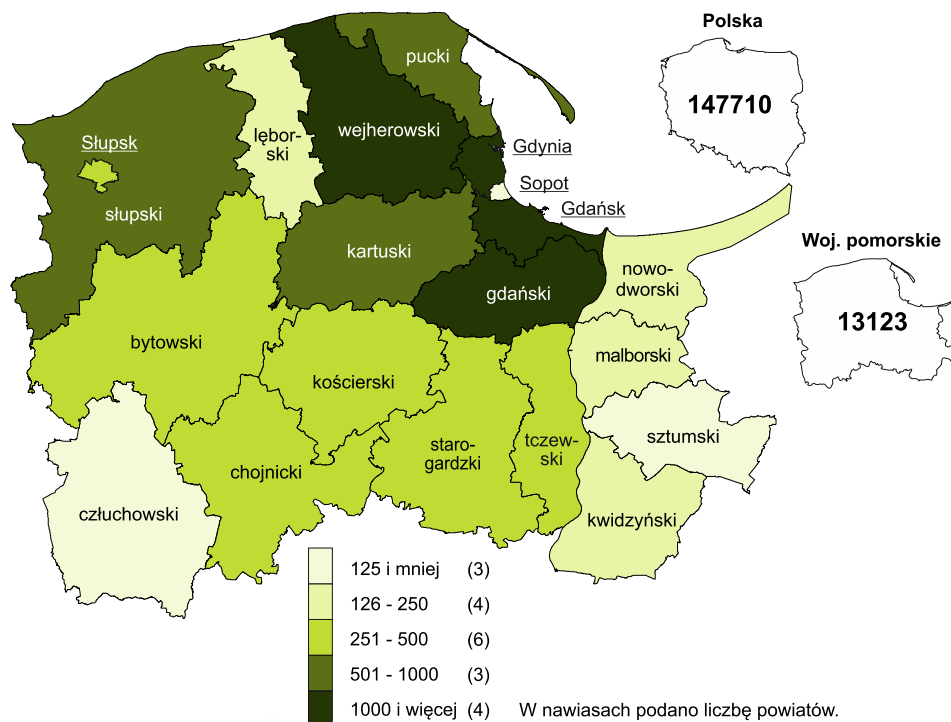 Polska
147710
pucki
wejherowski
lębor-
ski
Słupsk
Gdynia
Sopot
Gdańsk
słupski
kartuski
Woj. pomorskie
13123
nowo-
dworski
gdański
bytowski
malborski
kościerski
sztumski
staro-
gardzki
tczew-
ski
chojnicki
człuchowski
kwidzyński
125 i mniej (3)
126 - 250 (4)
251 - 500 (6)
501 - 1000 (3)
1000 i więcej (4)
W nawiasach podano liczbę powiatów.